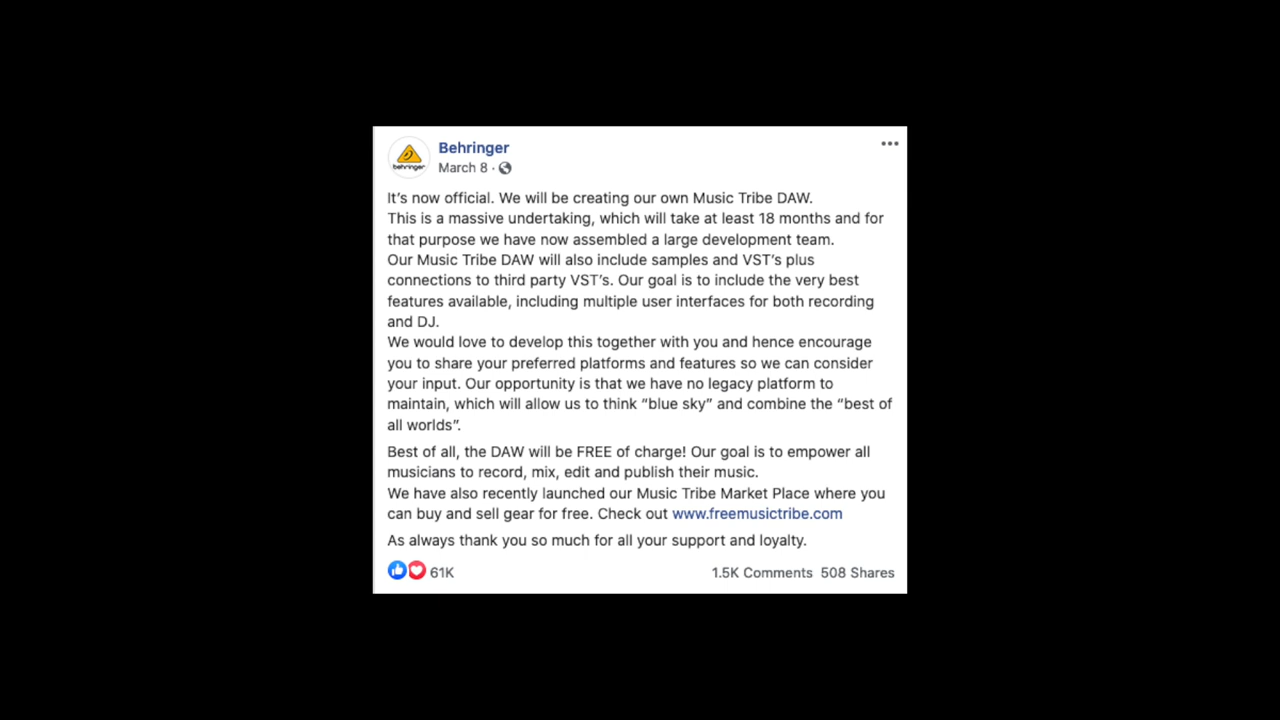 behringer
Behringer
March 8 ·
It's now official. We will be creating our own Music Tribe DAW.
This is a massive undertaking, which will take at least 18 months and for
that purpose we have now assembled a large development team.
Our Music Tribe DAW will also include samples and VST's plus
connections to third party VST's. Our goal is to include the very best
features available, including multiple user interfaces for both recording
and DJ.
We would love to develop this together with you and hence encourage
you to share your preferred platforms and features so we can consider
your input. Our opportunity is that we have no legacy platform to
maintain, which will allow us to think “blue sky” and combine the “best of
all worlds”.
Best of all, the DAW will be FREE of charge! Our goal is to empower all
musicians to record, mix, edit and publish their music.
We have also recently launched our Music Tribe Market Place where you
can buy and sell gear for free. Check out www.freemusictribe.com
As always thank you so much for all your support and loyalty.
61K 1.5K Comments 508 Shares